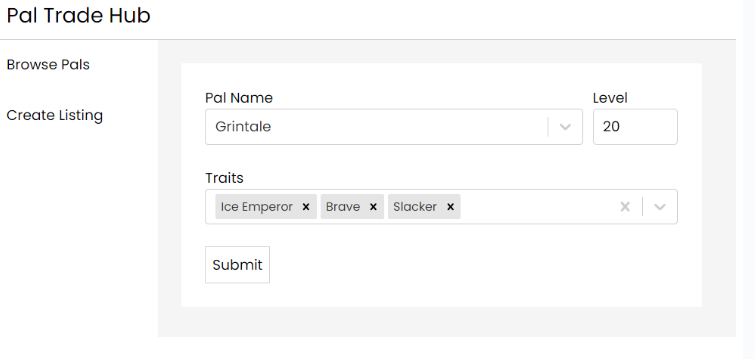 Pal Trade Hub
Browse Pals
Create Listing
Pal Name
Level
Grintale
20
Traits
Ice Emperor x Brave x Slacker x
Submit